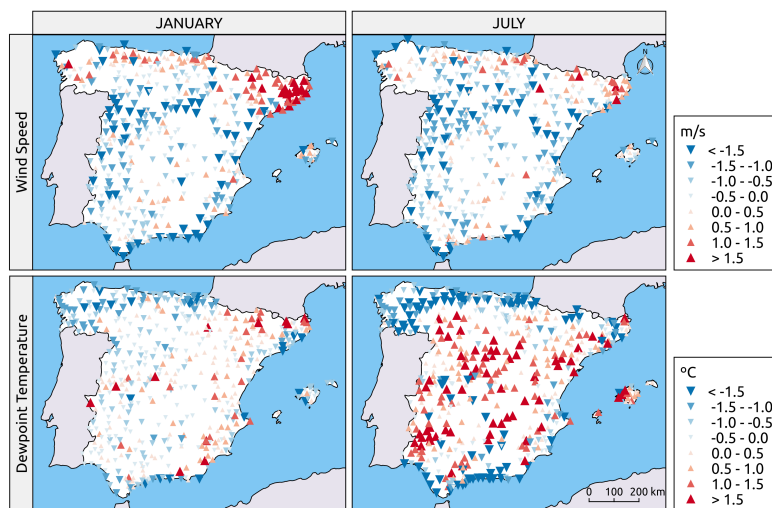 JANUARY
JULY
Wind Speed
N
m/s
< -1.5
-1.5 - -1.0
-1.0 - -0.5
-0.5 - 0.0
0.0 - 0.5
0.5 - 1.0
1.0 - 1.5
> 1.5
Dewpoint Temperature
ºC
< -1.5
-1.5 - -1.0
-1.0 - -0.5
-0.5 - 0.0
0.0 - 0.5
0.5 - 1.0
1.0 - 1.5
> 1.5
0 100 200 km